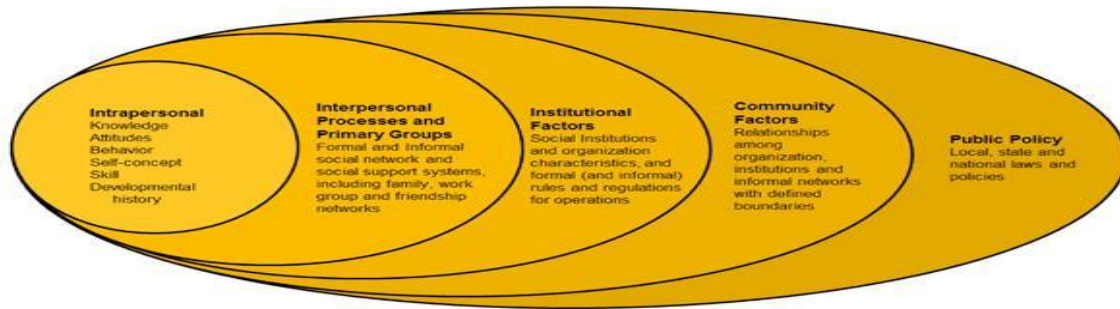 Intrapersonal
Knowledge
Attitudes
Behavior
Self-concept
Skill
Developmental
history
Interpersonal
Processes and
Primary Groups
Formal and Informal
social network and
social support systems,
including family, work
group and friendship
networks
Institutional
Factors
Social Institutions
and organization
characteristics, and
formal (and informal)
rules and regulations
for operations
Community
Factors
Relationships
among
organization,
institutions and
informal networks
with defined
boundaries
Public Policy
Local, state and
national laws and
policies